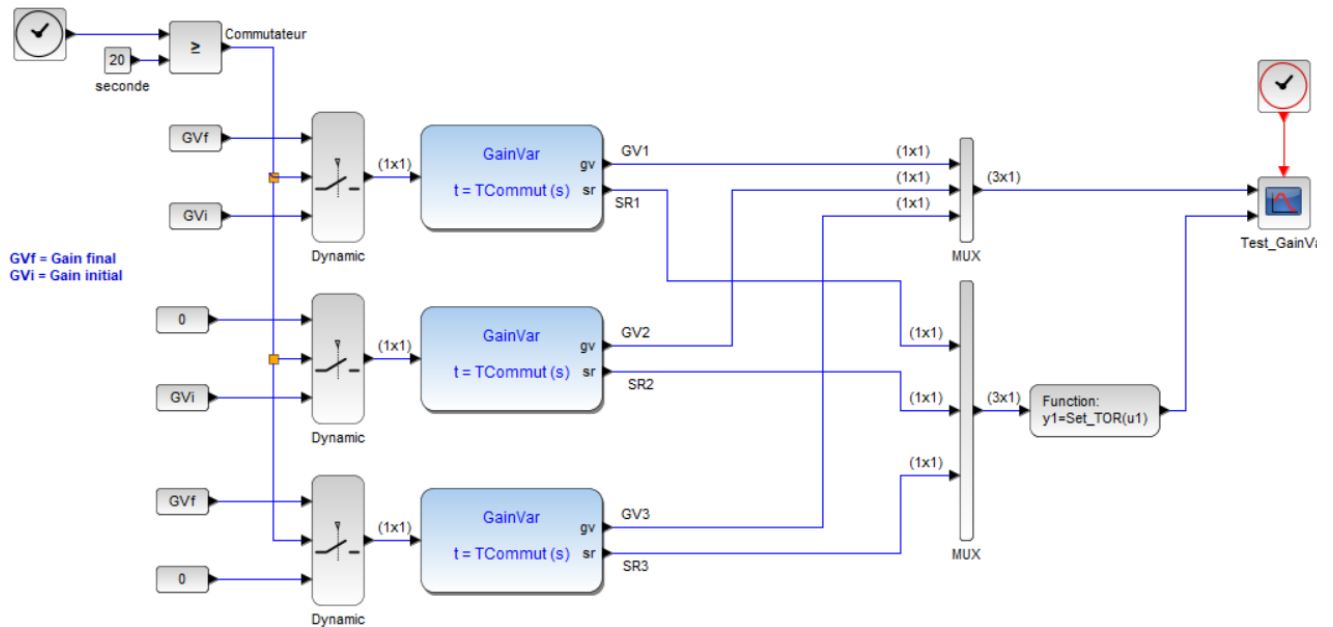 ≥
Commutateur
20
seconde
GVf
GVi
(1x1)
Dynamic
GainVar
t = TCommut (s)
gv
sr
GV1
SR1
(1x1)
(1x1)
(1x1)
(3x1)
MUX
Test_GainVa
GVf = Gain final
GVi = Gain initial
0
GVi
(1x1)
Dynamic
GainVar
t = TCommut (s)
gv
sr
GV2
SR2
(1x1)
(1x1)
(1x1)
(3x1)
MUX
Function:
y1=Set_TOR(u1)
GVf
0
(1x1)
Dynamic
GainVar
t = TCommut (s)
gv
sr
GV3
SR3